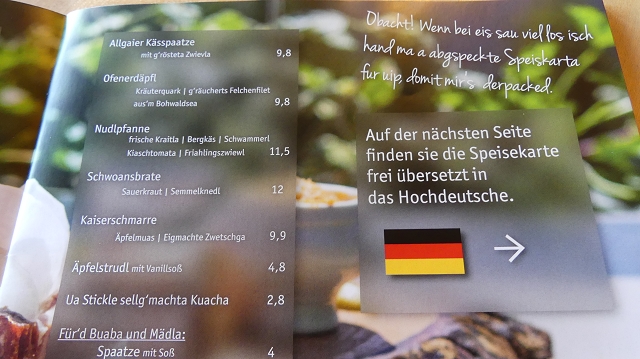 Allgaier Kässpaatze
mit g'rösteta Zwievla 9,8
Ofenerdäpfl
Kräuterquark | g'räucherts Felchenfilet
aus'm Bohwaldsea 9,8
Nudlpfanne
frische Kraitla | Bergkäs | Schwammerl
Kiaschtomata | Friahlingszwiewl 11,5
Schwoansbrate
Sauerkraut | Semmelknedl 12
Kaiserschmarre
Äpfelmuas | Eigmachte Zwetschga 9,9
Äpfelstrudl mit Vanillsoß 4,8
Ua Stickle sellg'machta Kuacha 2,8
Für'd Buaba und Mädla:
Spaatze mit Soß 4
Obacht! Wenn bei eis sau viel los isch
hand ma a abgspeckte Speiskarta
fur uip, domit mir's derpacked.
Auf der nächsten Seite
finden sie die Speisekarte
frei übersetzt in
das Hochdeutsche.